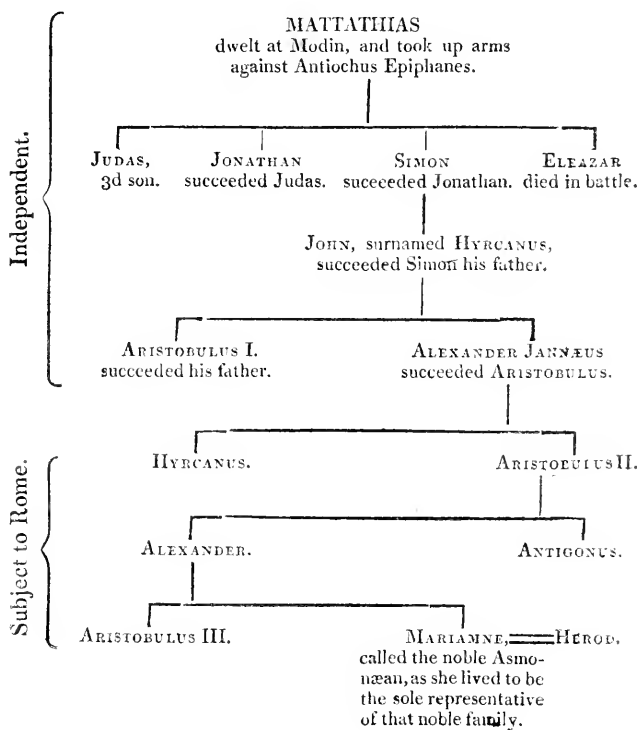 MATTATHIAS
dwelt at Modin, and took up arms
against Antiochus Epiphanes.
Independent.
JUDAS,
3d son.
JONATHAN
succeeded Judas.
SIMON
succeeded Jonathan.
ELEAZAR
died in battle.
JOHN, surnamed HYRCANUS,
succeeded Simon his father.
ARISTOBULUS I.
succeeded his father.
ALEXANDER JANNÆUS
succeeded ARISTOBULUS.
Subject to Rome.
HYRCANUS.
ARISTOBULUS II.
ALEXANDER.
ANTIGONUS.
ARISTOBULUS III.
MARIAMNE, HEROD.
called the noble Asmo-
næan, as she lived to be
the sole representative
of that noble family.